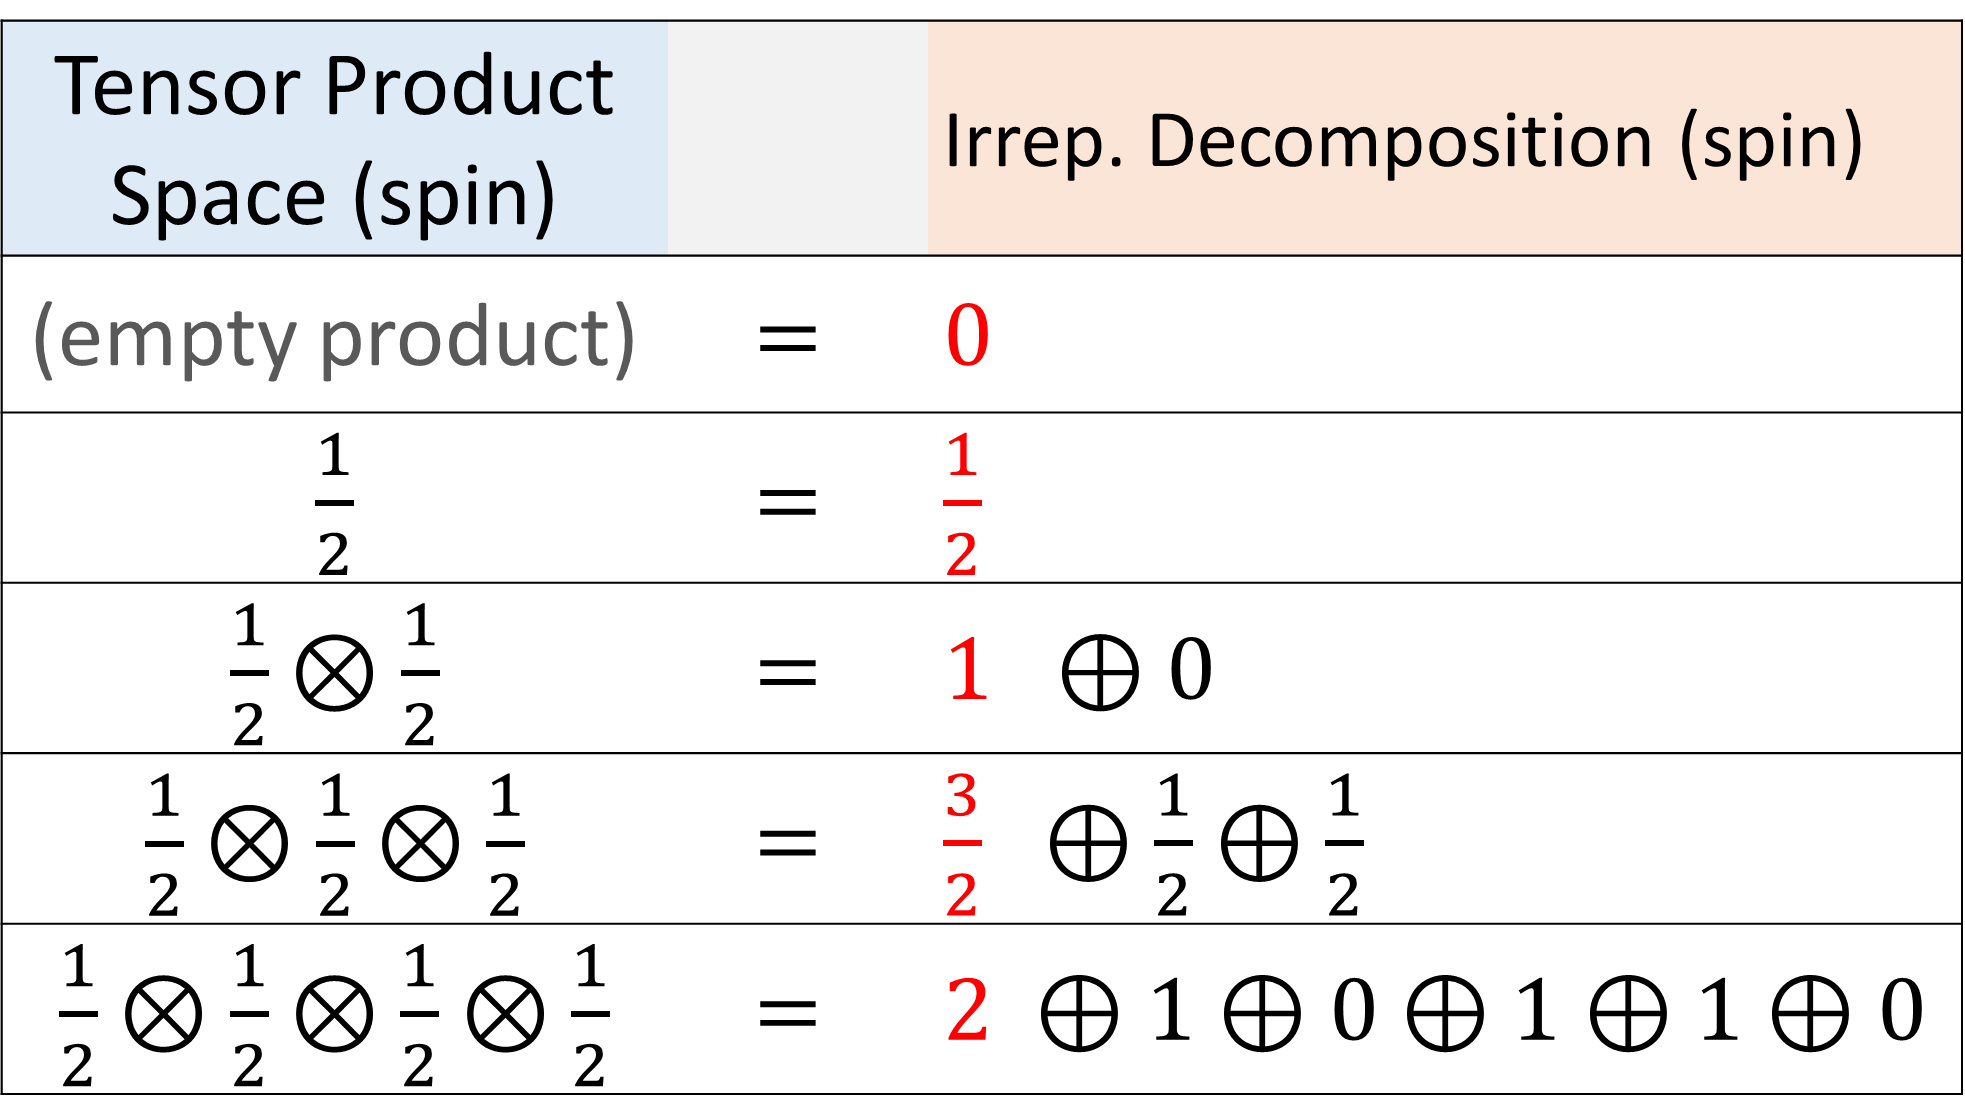 Tensor Product
Space (spin)
Irrep. Decomposition (spin)
(empty product) = 0
1/2 = 1/2
1/2 ⊗ 1/2 = 1 ⊕ 0
1/2 ⊗ 1/2 ⊗ 1/2 = 3/2 ⊕ 1/2 ⊕ 1/2
1/2 ⊗ 1/2 ⊗ 1/2 ⊗ 1/2 = 2 ⊕ 1 ⊕ 0 ⊕ 1 ⊕ 1 ⊕ 0